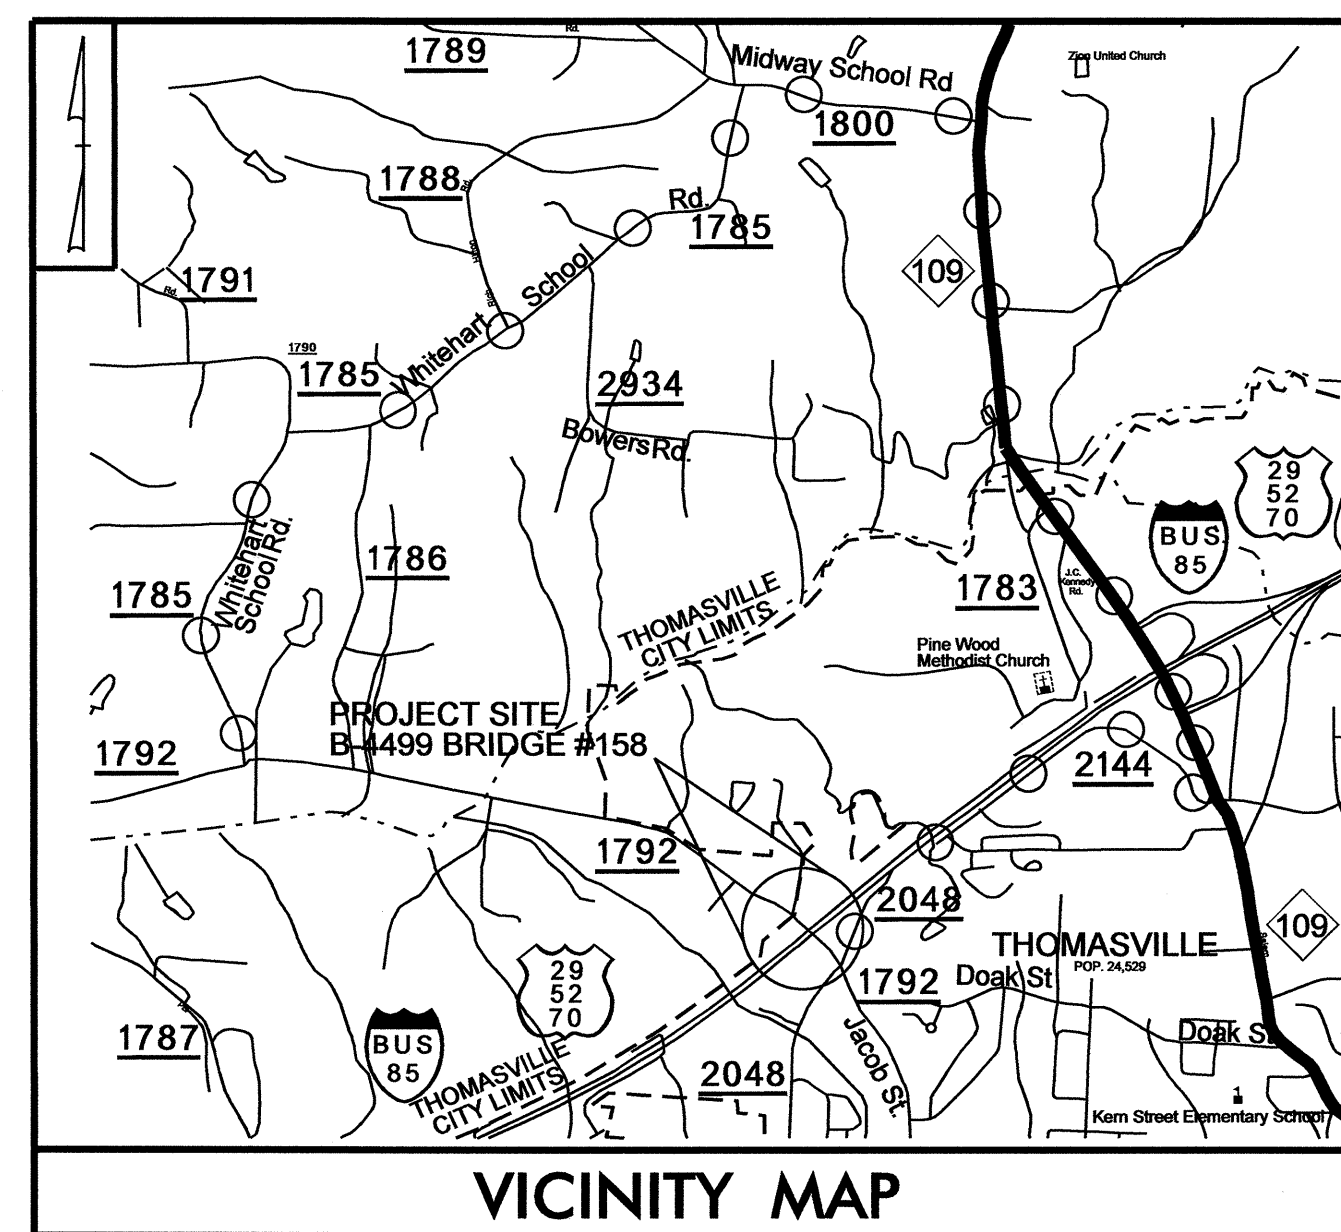 Rd.
1789
Midway School Rd
Zion United Church
1800
1788
Rd.
Rd.
1785
109
School
1791
Rd.
Whitehart
1790
1785
2934
Bowers Rd.
29
52
70
BUS
85
Whitehart
School Rd.
1786
1785
THOMASVILLE
CITY LIMITS
1783
J.C.
Kennedy
Rd.
Pine Wood
Methodist Church
PROJECT SITE
B-4499 BRIDGE #158
1792
2144
1792
2048
THOMASVILLE
POP. 24,529
109
1792
Doak St
29
52
70
1787
BUS
85
THOMASVILLE
CITY LIMITS
2048
Jacob St.
Doak St.
1
Kern Street Elementary School
VICINITY MAP